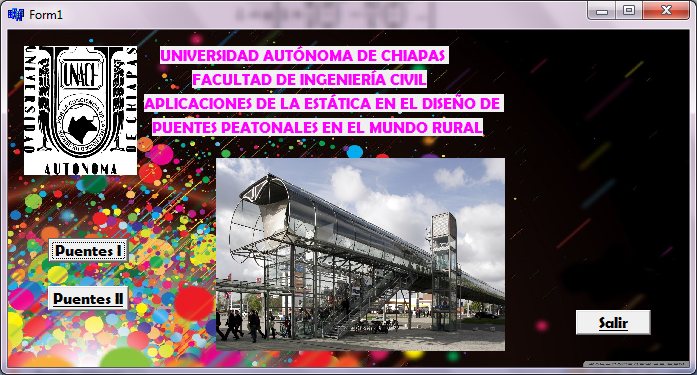 Form1
UNIVERSIDAD AUTÓNOMA DE CHIAPAS
FACULTAD DE INGENIERÍA CIVIL
APLICACIONES DE LA ESTÁTICA EN EL DISEÑO DE
PUENTES PEATONALES EN EL MUNDO RURAL
UNIVERSIDAD
UNACH
AUTONOMA
DE CHIAPAS
Puentes I
Puentes II
Salir